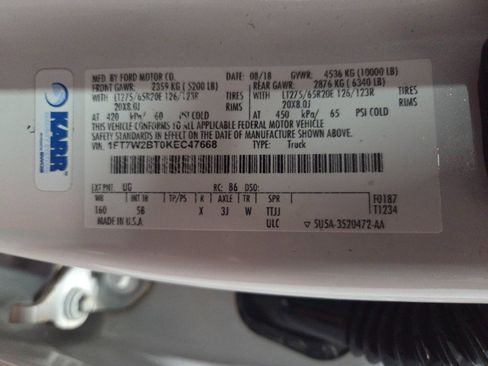 MFD. BY FORD MOTOR CO. DATE: 08/18 GVWR: 4536 KG (10000 LB)
FRONT GAWR: 2359 KG (5200 LB) REAR GAWR: 2876 KG (6340 LB)
WITH LT275/65R20E 126/123R TIRES WITH LT275/65R20E 126/123R TIRES
20X8.0J RIMS 20X8.0J RIMS
AT 420 kPa/ 60 PSI COLD AT 450 kPa/ 65 PSI COLD
THIS VEHICLE CONFORMS TO ALL APPLICABLE FEDERAL MOTOR VEHICLE
SAFETY STANDARDS IN EFFECT ON THE DATE OF MANUFACTURE SHOWN ABOVE.
VIN: 1FT7W2BT0KEC47668 TYPE: Truck
EXT PNT: UG RC: 86 DSO:
WB INT TR TP/PS R AXLE TR SPR F0187
160 5B X 3J W TTJJ T1234
MADE IN U.S.A. ULC 5U5A-3520472-AA
KARR